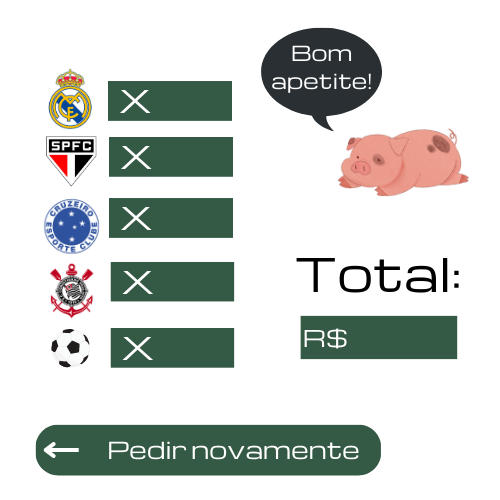 Bom
apetite!
X
SPFC
X
CRUZEIRO
ESPORTE CLUBE
X
X
X
Total:
R$
← Pedir novamente